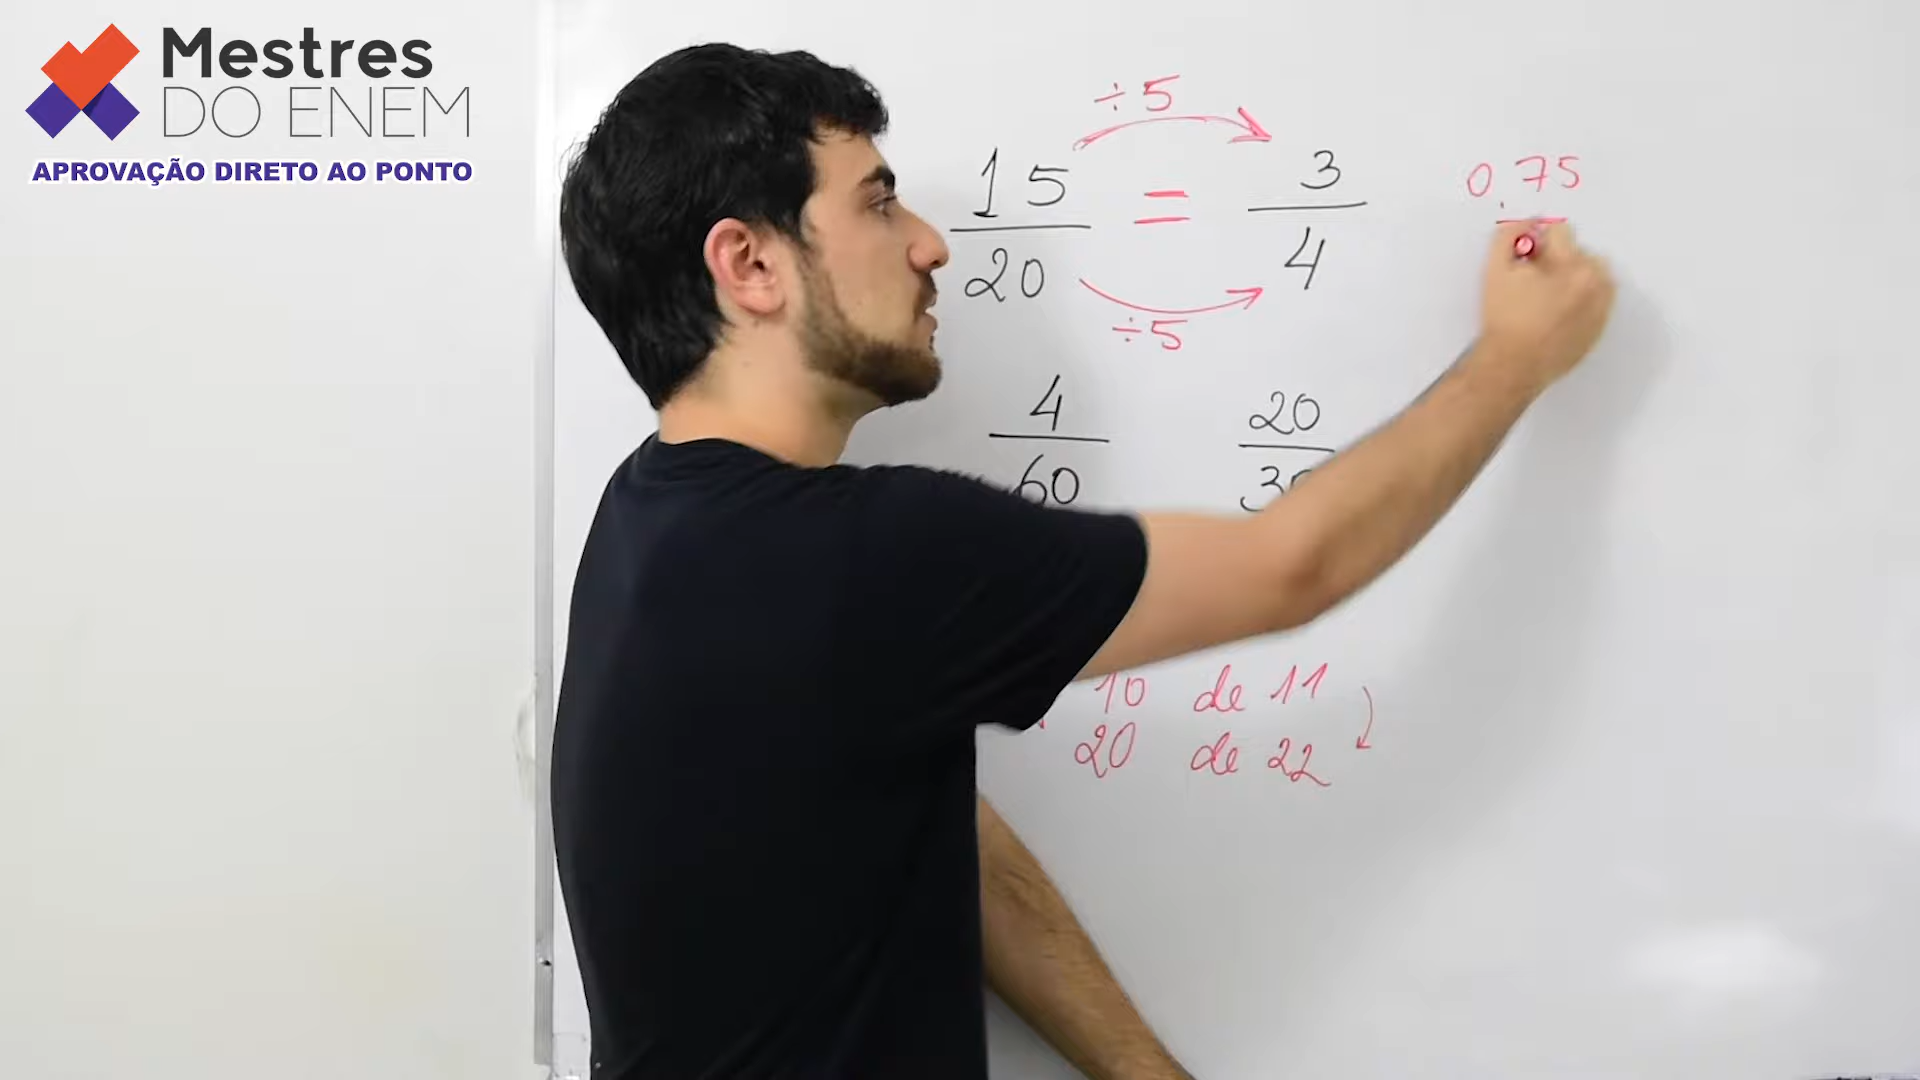 Mestres
DO ENEM
APROVAÇÃO DIRETO AO PONTO
÷5
15 = 3
20 4
÷5
0,75
4 20
60
10 de 11
20 de 22